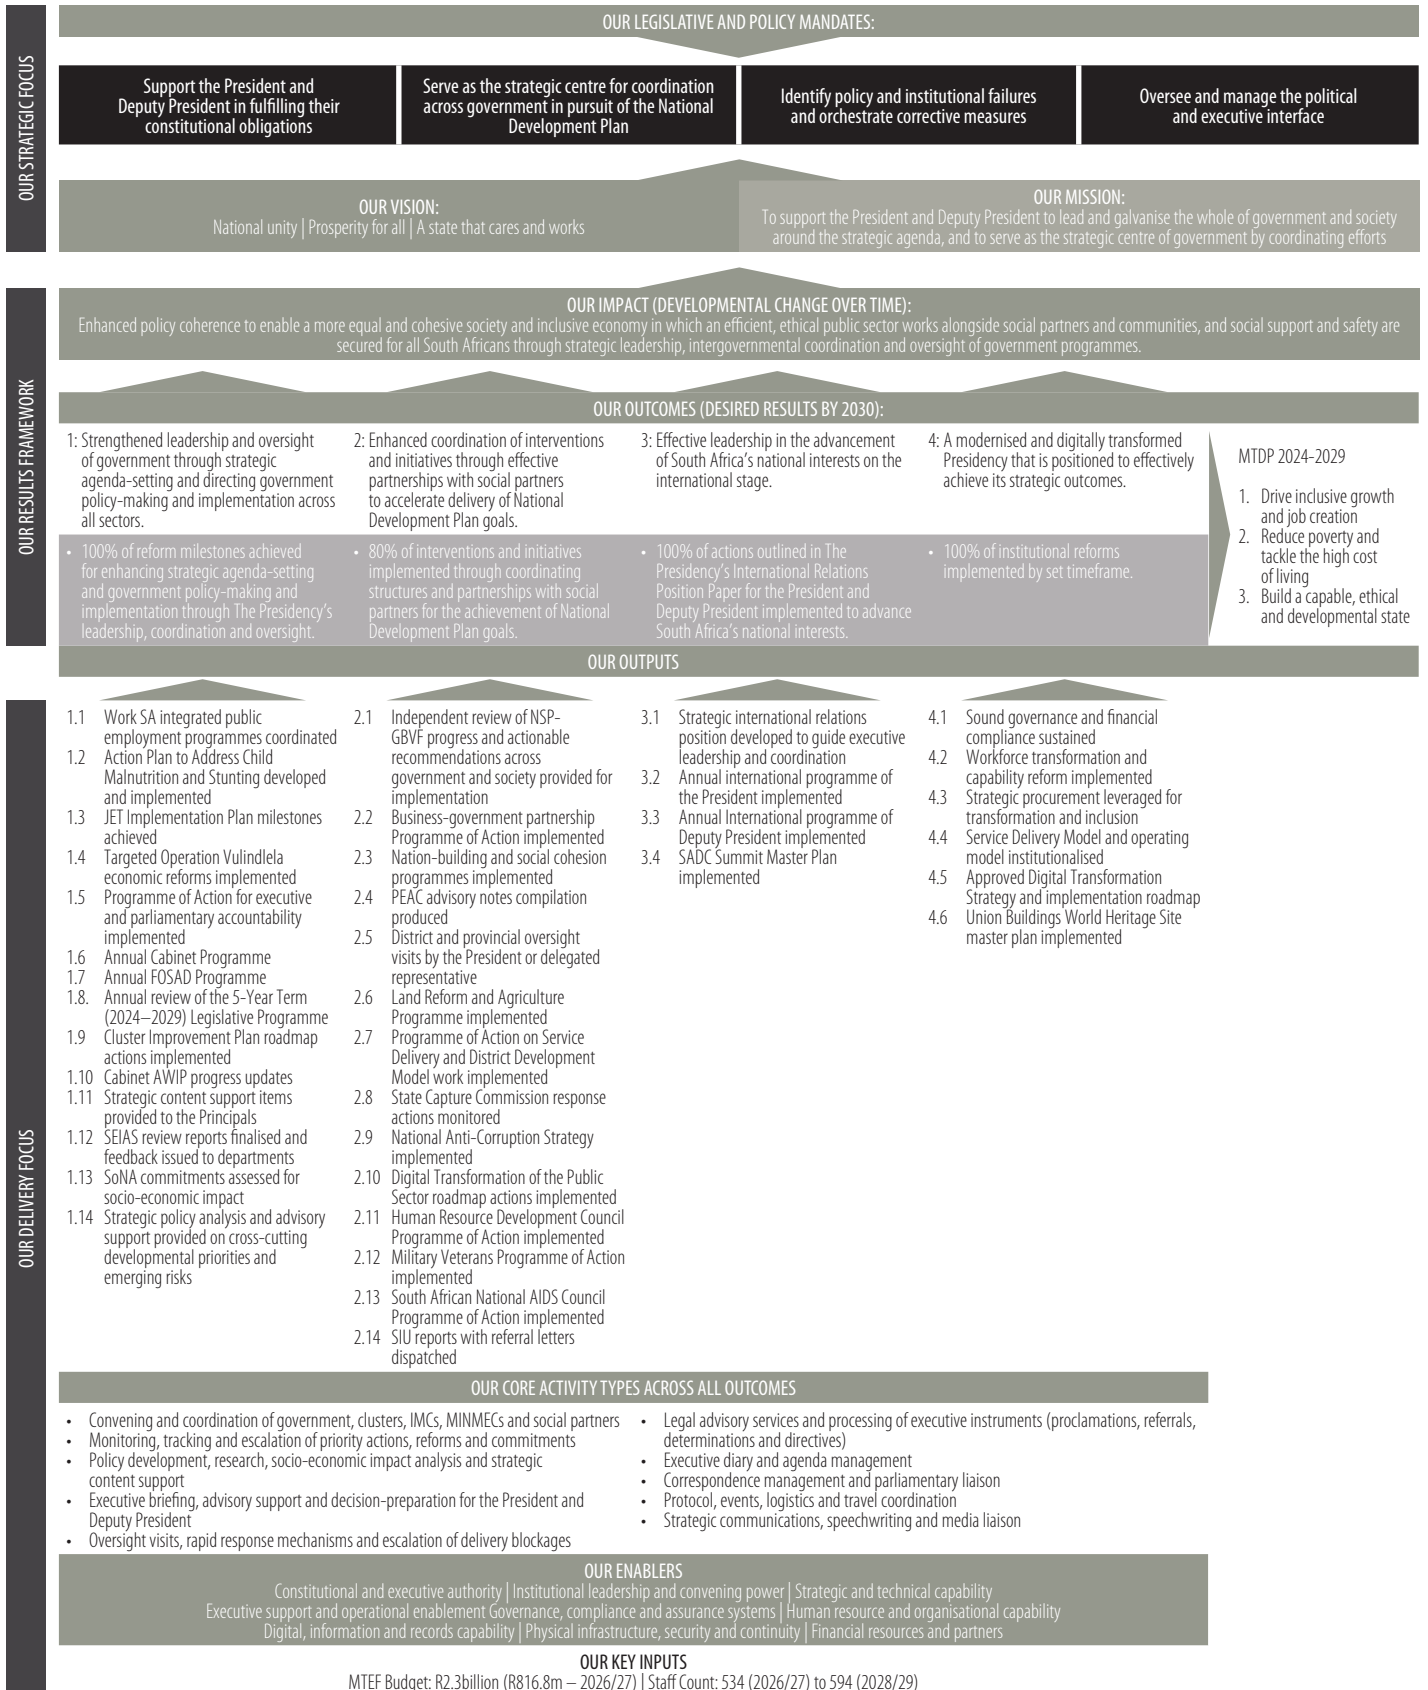 OUR STRATEGIC FOCUS
OUR LEGISLATIVE AND POLICY MANDATES:
Support the President and
Deputy President in fulfilling their
constitutional obligations
Serve as the strategic centre for coordination
across government in pursuit of the National
Development Plan
Identify policy and institutional failures
and orchestrate corrective measures
Oversee and manage the political
and executive interface
OUR VISION:
National unity | Prosperity for all | A state that cares and works
OUR MISSION:
To support the President and Deputy President to lead and galvanise the whole of government and society
around the strategic agenda, and to serve as the strategic centre of government by coordinating efforts
OUR RESULTS FRAMEWORK
OUR IMPACT (DEVELOPMENTAL CHANGE OVER TIME):
Enhanced policy coherence to enable a more equal and cohesive society and inclusive economy in which an efficient, ethical public sector works alongside social partners and communities, and social support and safety are
secured for all South Africans through strategic leadership, intergovernmental coordination and oversight of government programmes.
OUR OUTCOMES (DESIRED RESULTS BY 2030):
1: Strengthened leadership and oversight
of government through strategic
agenda-setting and directing government
policy-making and implementation across
all sectors.
2: Enhanced coordination of interventions
and initiatives through effective
partnerships with social partners
to accelerate delivery of National
Development Plan goals.
3: Effective leadership in the advancement
of South Africa's national interests on the
international stage.
4: A modernised and digitally transformed
Presidency that is positioned to effectively
achieve its strategic outcomes.
• 100% of reform milestones achieved
for enhancing strategic agenda-setting
and government policy-making and
implementation through The Presidency's
leadership, coordination and oversight.
• 80% of interventions and initiatives
implemented through coordinating
structures and partnerships with social
partners for the achievement of National
Development Plan goals.
• 100% of actions outlined in The
Presidency's International Relations
Position Paper for the President and
Deputy President implemented to advance
South Africa's national interests.
• 100% of institutional reforms
implemented by set timeframe.
MTDP 2024-2029
1. Drive inclusive growth
and job creation
2. Reduce poverty and
tackle the high cost
of living
3. Build a capable, ethical
and developmental state
OUR OUTPUTS
OUR DELIVERY FOCUS
1.1 Work SA integrated public
employment programmes coordinated
1.2 Action Plan to Address Child
Malnutrition and Stunting developed
and implemented
1.3 JET Implementation Plan milestones
achieved
1.4 Targeted Operation Vulindlela
economic reforms implemented
1.5 Programme of Action for executive
and parliamentary accountability
implemented
1.6 Annual Cabinet Programme
1.7 Annual FOSAD Programme
1.8. Annual review of the 5-Year Term
(2024–2029) Legislative Programme
1.9 Cluster Improvement Plan roadmap
actions implemented
1.10 Cabinet AWIP progress updates
1.11 Strategic content support items
provided to the Principals
1.12 SEIAS review reports finalised and
feedback issued to departments
1.13 SoNA commitments assessed for
socio-economic impact
1.14 Strategic policy analysis and advisory
support provided on cross-cutting
developmental priorities and
emerging risks
2.1 Independent review of NSP-
GBVF progress and actionable
recommendations across
government and society provided for
implementation
2.2 Business-government partnership
Programme of Action implemented
2.3 Nation-building and social cohesion
programmes implemented
2.4 PEAC advisory notes compilation
produced
2.5 District and provincial oversight
visits by the President or delegated
representative
2.6 Land Reform and Agriculture
Programme implemented
2.7 Programme of Action on Service
Delivery and District Development
Model work implemented
2.8 State Capture Commission response
actions monitored
2.9 National Anti-Corruption Strategy
implemented
2.10 Digital Transformation of the Public
Sector roadmap actions implemented
2.11 Human Resource Development Council
Programme of Action implemented
2.12 Military Veterans Programme of Action
implemented
2.13 South African National AIDS Council
Programme of Action implemented
2.14 SIU reports with referral letters
dispatched
3.1 Strategic international relations
position developed to guide executive
leadership and coordination
3.2 Annual international programme of
the President implemented
3.3 Annual International programme of
Deputy President implemented
3.4 SADC Summit Master Plan
implemented
4.1 Sound governance and financial
compliance sustained
4.2 Workforce transformation and
capability reform implemented
4.3 Strategic procurement leveraged for
transformation and inclusion
4.4 Service Delivery Model and operating
model institutionalised
4.5 Approved Digital Transformation
Strategy and implementation roadmap
4.6 Union Buildings World Heritage Site
master plan implemented
OUR CORE ACTIVITY TYPES ACROSS ALL OUTCOMES
• Convening and coordination of government, clusters, IMCs, MINMECs and social partners
• Monitoring, tracking and escalation of priority actions, reforms and commitments
• Policy development, research, socio-economic impact analysis and strategic
content support
• Executive briefing, advisory support and decision-preparation for the President and
Deputy President
• Oversight visits, rapid response mechanisms and escalation of delivery blockages
• Legal advisory services and processing of executive instruments (proclamations, referrals,
determinations and directives)
• Executive diary and agenda management
• Correspondence management and parliamentary liaison
• Protocol, events, logistics and travel coordination
• Strategic communications, speechwriting and media liaison
OUR ENABLERS
Constitutional and executive authority | Institutional leadership and convening power | Strategic and technical capability
Executive support and operational enablement Governance, compliance and assurance systems | Human resource and organisational capability
Digital, information and records capability | Physical infrastructure, security and continuity | Financial resources and partners
OUR KEY INPUTS
MTEF Budget: R2.3billion (R816.8m – 2026/27) | Staff Count: 534 (2026/27) to 594 (2028/29)